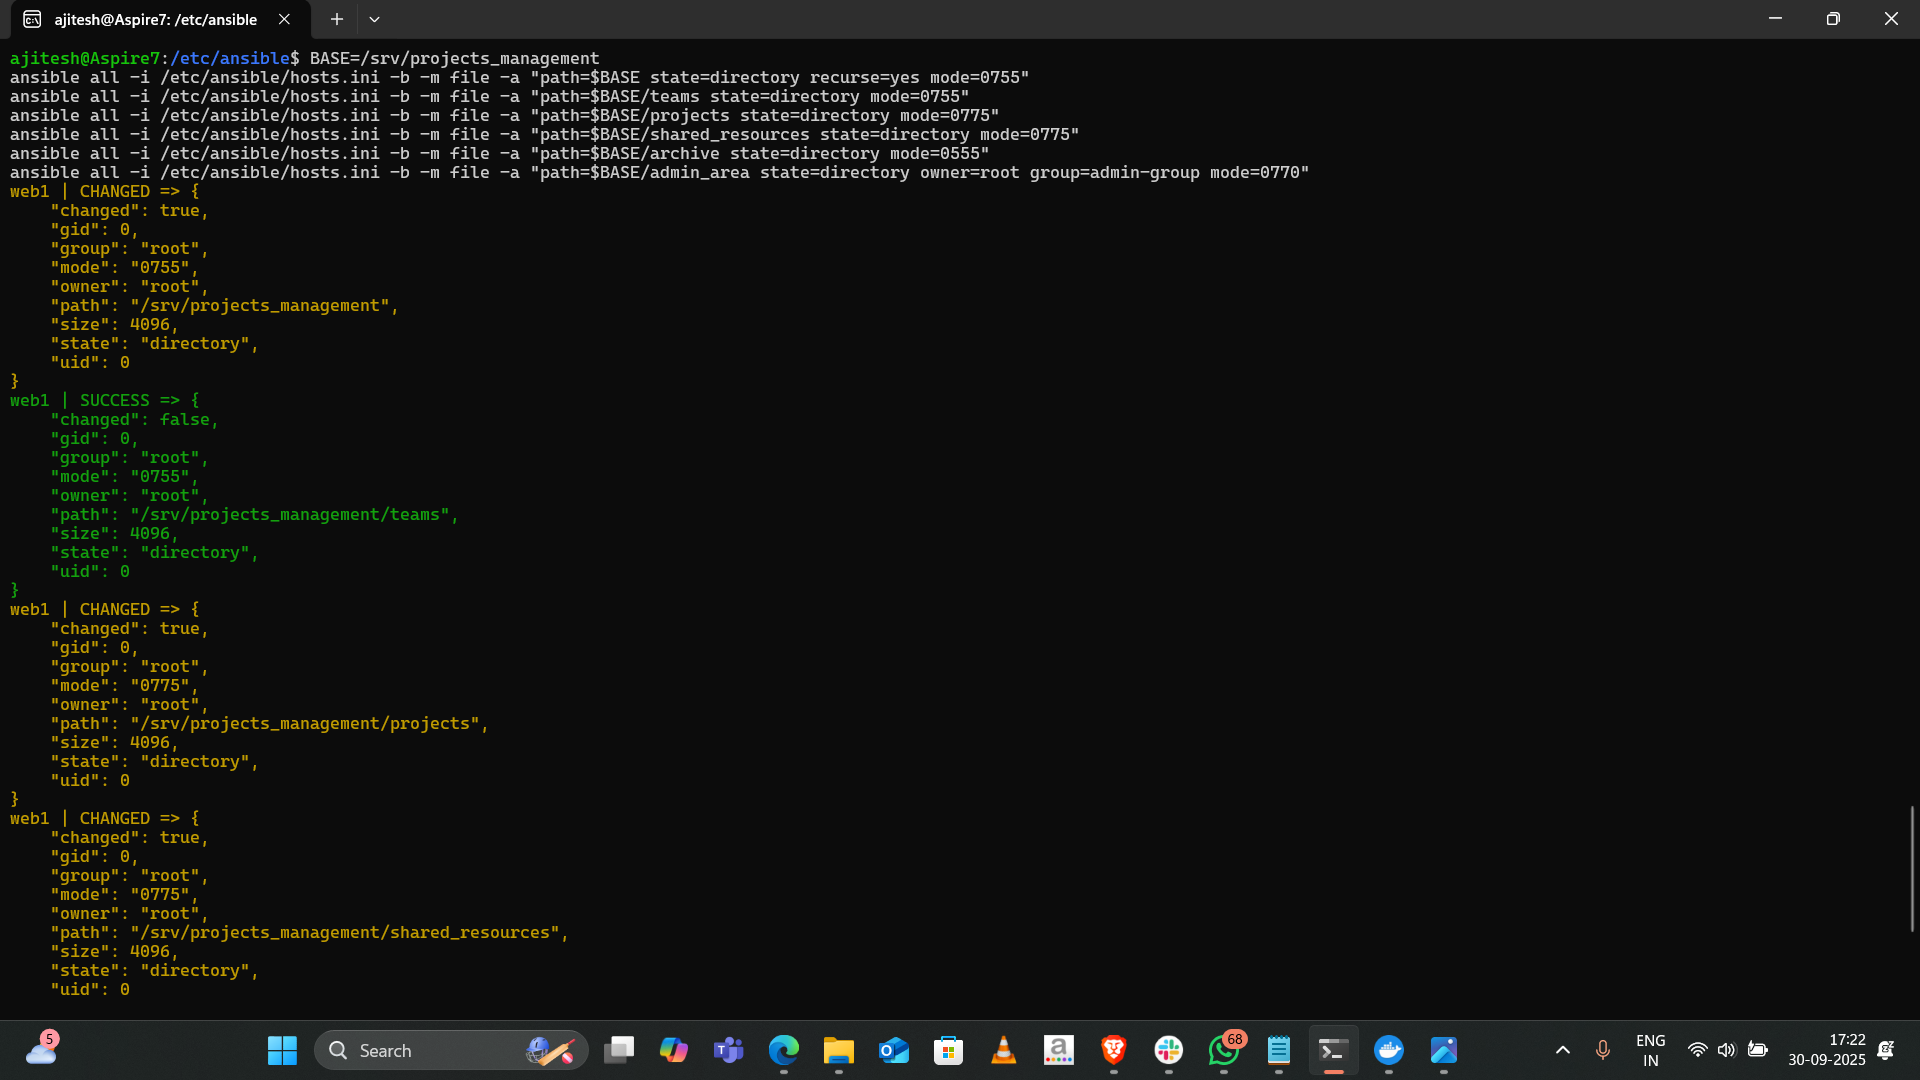 ajitesh@Aspire7: /etc/ansible
ajitesh@Aspire7:/etc/ansible$ BASE=/srv/projects_management
ansible all -i /etc/ansible/hosts.ini -b -m file -a "path=$BASE state=directory recurse=yes mode=0755"
ansible all -i /etc/ansible/hosts.ini -b -m file -a "path=$BASE/teams state=directory mode=0755"
ansible all -i /etc/ansible/hosts.ini -b -m file -a "path=$BASE/projects state=directory mode=0775"
ansible all -i /etc/ansible/hosts.ini -b -m file -a "path=$BASE/shared_resources state=directory mode=0775"
ansible all -i /etc/ansible/hosts.ini -b -m file -a "path=$BASE/archive state=directory mode=0555"
ansible all -i /etc/ansible/hosts.ini -b -m file -a "path=$BASE/admin_area state=directory owner=root group=admin-group mode=0770"
web1 | CHANGED => {
    "changed": true,
    "gid": 0,
    "group": "root",
    "mode": "0755",
    "owner": "root",
    "path": "/srv/projects_management",
    "size": 4096,
    "state": "directory",
    "uid": 0
}
web1 | SUCCESS => {
    "changed": false,
    "gid": 0,
    "group": "root",
    "mode": "0755",
    "owner": "root",
    "path": "/srv/projects_management/teams",
    "size": 4096,
    "state": "directory",
    "uid": 0
}
web1 | CHANGED => {
    "changed": true,
    "gid": 0,
    "group": "root",
    "mode": "0775",
    "owner": "root",
    "path": "/srv/projects_management/projects",
    "size": 4096,
    "state": "directory",
    "uid": 0
}
web1 | CHANGED => {
    "changed": true,
    "gid": 0,
    "group": "root",
    "mode": "0775",
    "owner": "root",
    "path": "/srv/projects_management/shared_resources",
    "size": 4096,
    "state": "directory",
    "uid": 0
5
Search
68
ENG
IN
17:22
30-09-2025